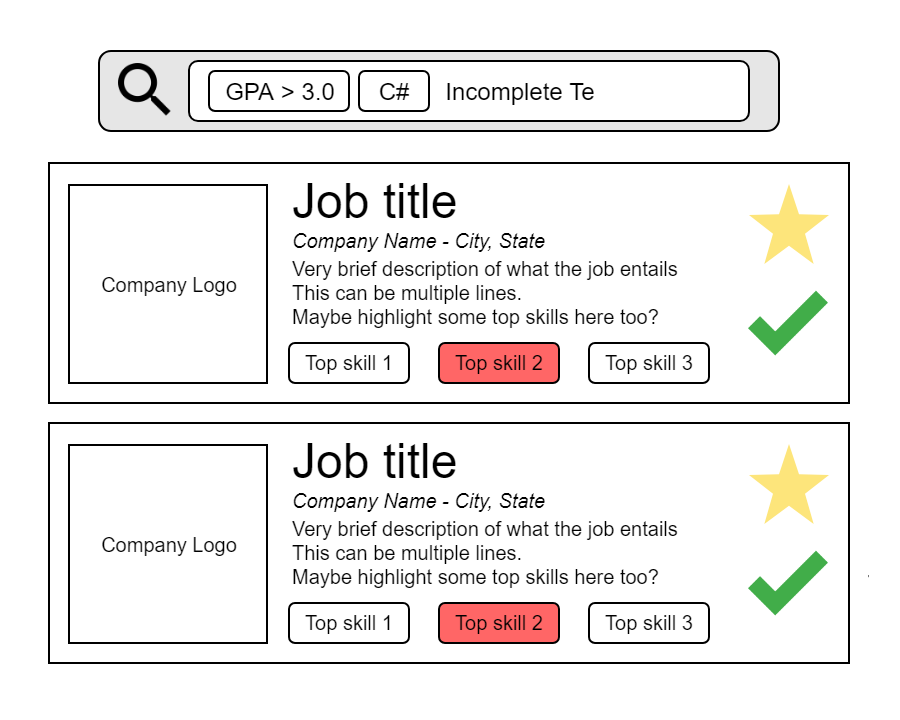 GPA > 3.0 C# Incomplete Te
Job title
Company Name - City, State
Very brief description of what the job entails
This can be multiple lines.
Company Logo
Maybe highlight some top skills here too?
Top skill 1 Top skill 2 Top skill 3
Job title
Company Name - City, State
Very brief description of what the job entails
This can be multiple lines.
Company Logo
Maybe highlight some top skills here too?
Top skill 1 Top skill 2 Top skill 3